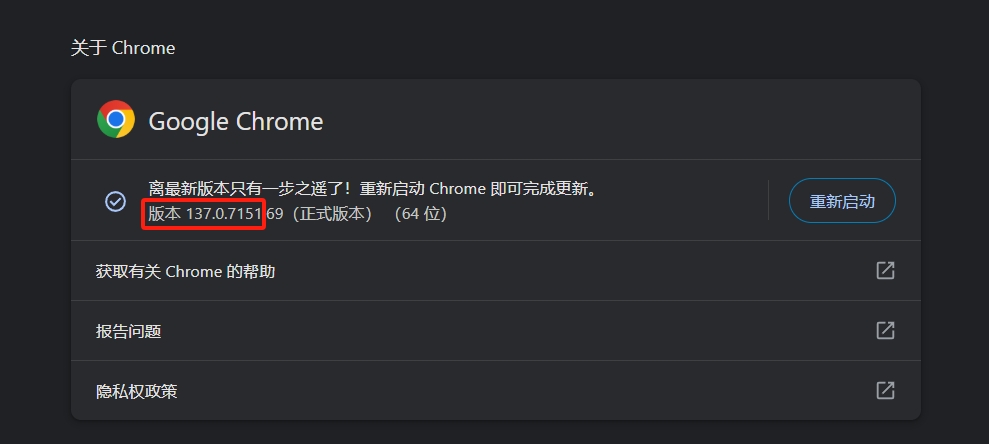 关于 Chrome
Google Chrome
离最新版本只有一步之遥了！重新启动 Chrome 即可完成更新。
版本 137.0.7151.69（正式版本） （64 位）
重新启动
获取有关 Chrome 的帮助
报告问题
隐私权政策